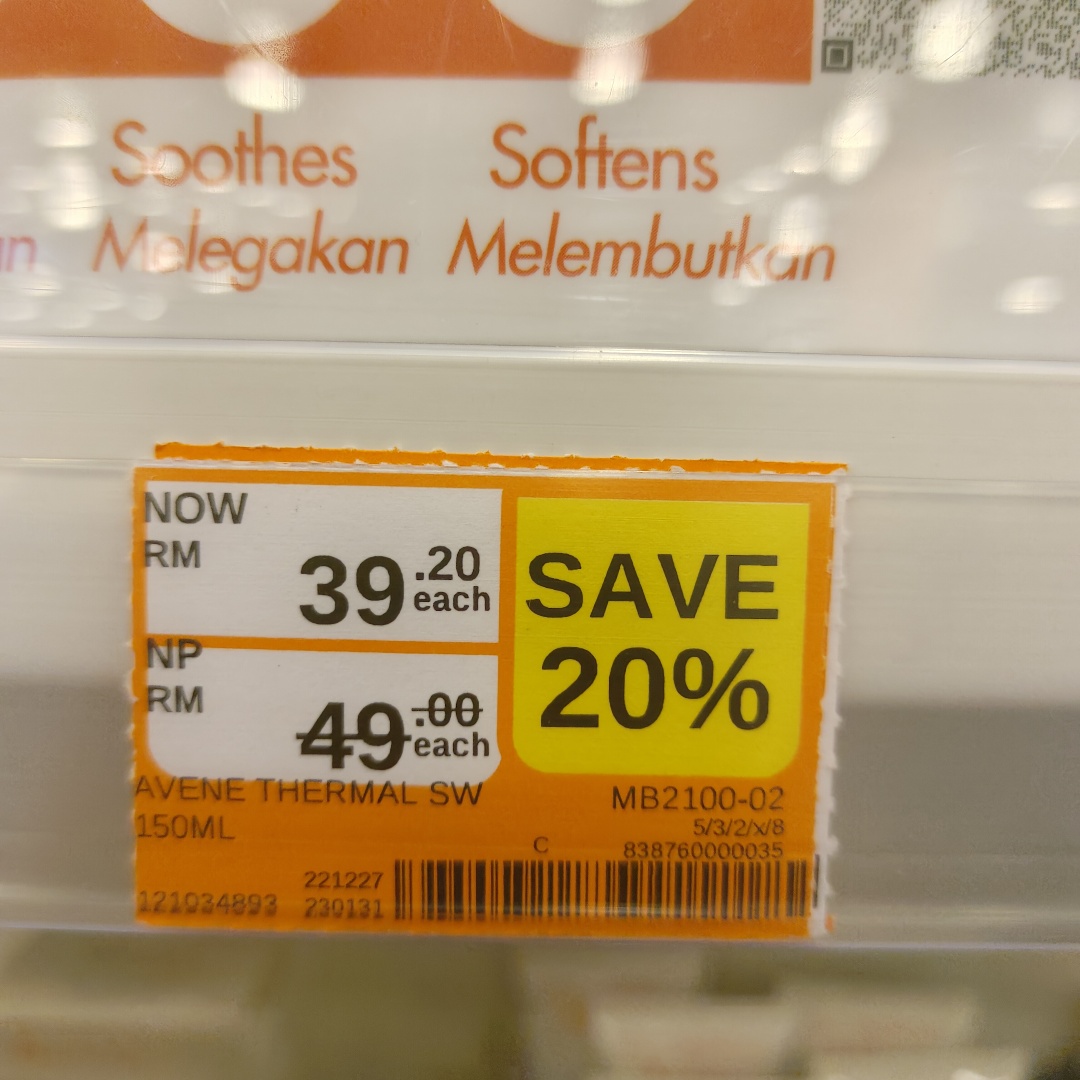 Soothes
Softens
an
Melegakan
Melembutkan
NOW
RM
39.20
each
SAVE
20%
NP
RM
49.00
each
AVENE THERMAL SW
150ML
MB2100-02
5/3/2/x/8
C
838760000035
221227
121034893
230131